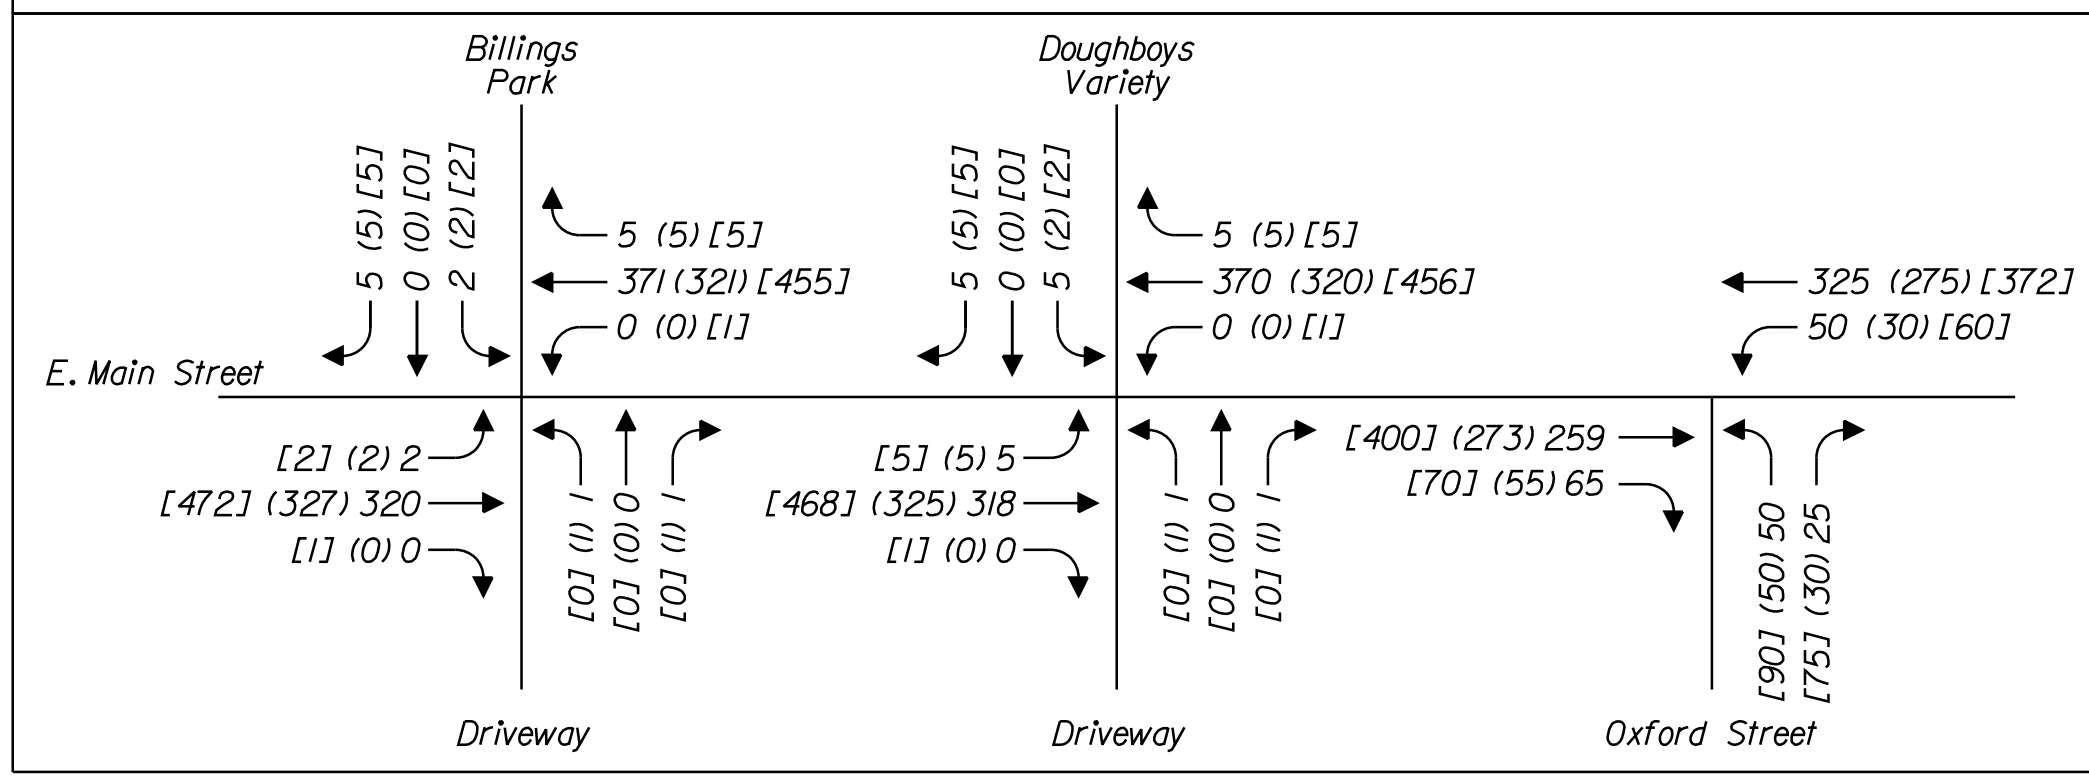 Billings
Park
Doughboys
Variety
5 (5) [5]
0 (0) [0]
2 (2) [2]
5 (5) [5]
371 (321) [455]
0 (0) [1]
5 (5) [5]
0 (0) [0]
5 (2) [2]
5 (5) [5]
370 (320) [456]
0 (0) [1]
325 (275) [372]
50 (30) [60]
E. Main Street
[2] (2) 2
[472] (327) 320
[1] (0) 0
[0] (1) 1
[0] (0) 0
[0] (1) 1
[5] (5) 5
[468] (325) 318
[1] (0) 0
[0] (1) 1
[0] (0) 0
[0] (1) 1
[400] (273) 259
[70] (55) 65
[90] (50) 50
[75] (30) 25
Driveway
Driveway
Oxford Street